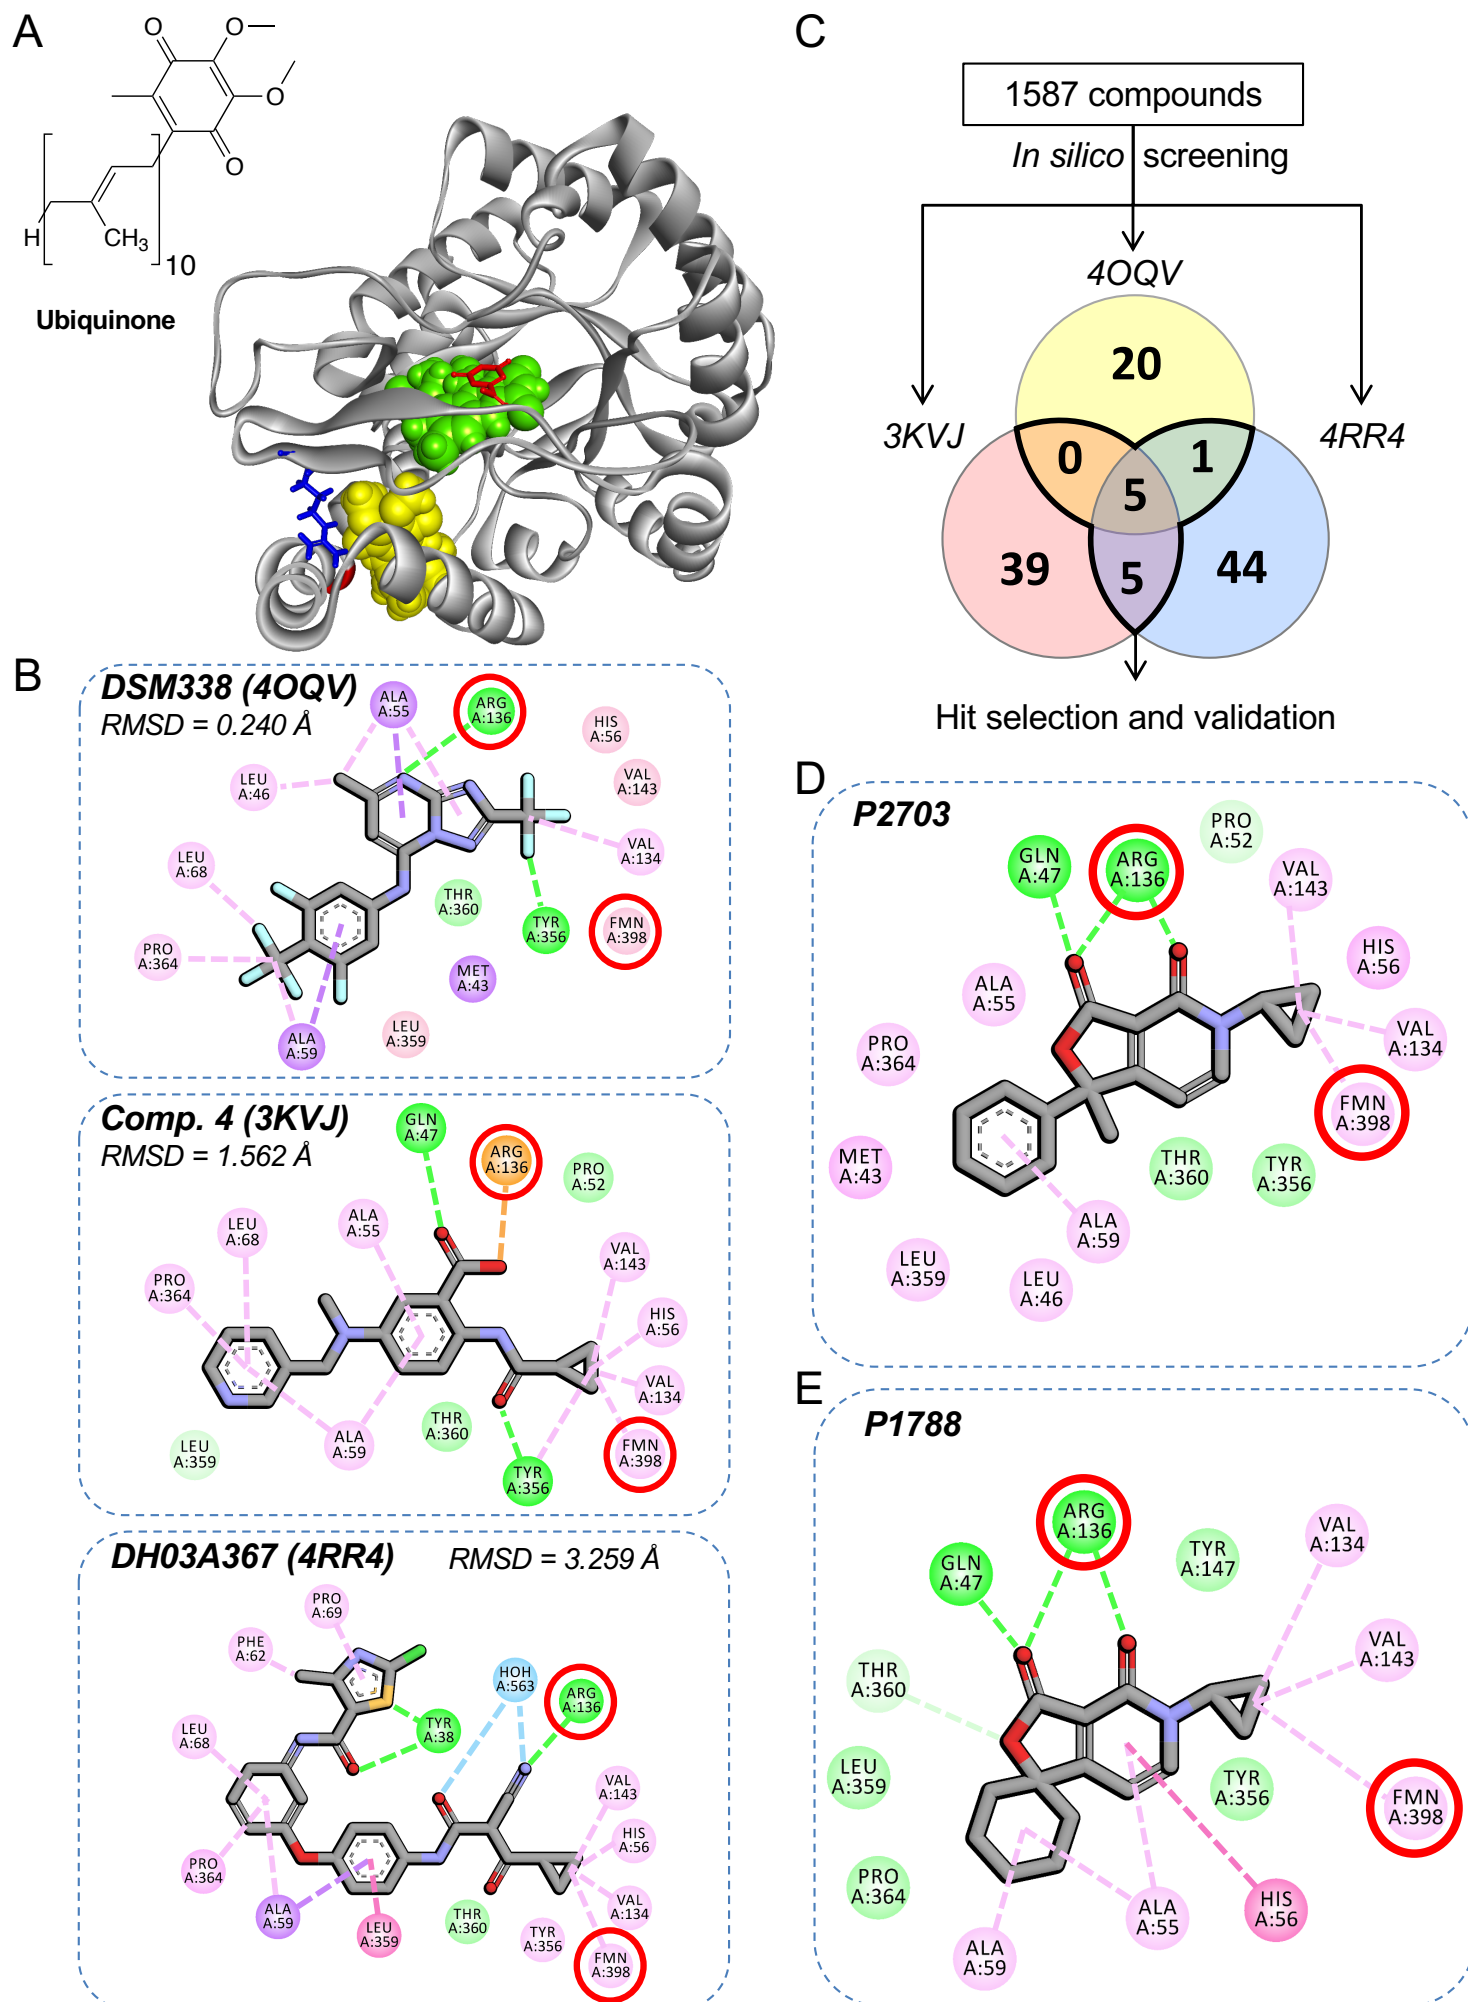 A
O
O
O
O
H
CH₃
10
Ubiquinone
B
DSM338 (4OQV)
RMSD = 0.240 Å
ALA
A:55
ARG
A:136
HIS
A:56
LEU
A:46
VAL
A:143
VAL
A:134
LEU
A:68
THR
A:360
TYR
A:356
FMN
A:398
PRO
A:364
MET
A:43
ALA
A:59
LEU
A:359
Comp. 4 (3KVJ)
RMSD = 1.562 Å
GLN
A:47
ARG
A:136
PRO
A:52
LEU
A:68
ALA
A:55
VAL
A:143
PRO
A:364
HIS
A:56
VAL
A:134
LEU
A:359
ALA
A:59
THR
A:360
TYR
A:356
FMN
A:398
DH03A367 (4RR4)
RMSD = 3.259 Å
PRO
A:69
PHE
A:62
HOH
A:563
ARG
A:136
LEU
A:68
TYR
A:38
VAL
A:143
HIS
A:56
PRO
A:364
VAL
A:134
ALA
A:59
LEU
A:359
THR
A:360
TYR
A:356
FMN
A:398
C
1587 compounds
In silico screening
4OQV
3KVJ
4RR4
20
0
1
5
39
5
44
Hit selection and validation
D
P2703
PRO
A:52
GLN
A:47
ARG
A:136
VAL
A:143
HIS
A:56
ALA
A:55
VAL
A:134
PRO
A:364
FMN
A:398
MET
A:43
THR
A:360
TYR
A:356
ALA
A:59
LEU
A:359
LEU
A:46
E
P1788
ARG
A:136
VAL
A:134
TYR
A:147
GLN
A:47
VAL
A:143
THR
A:360
LEU
A:359
TYR
A:356
FMN
A:398
PRO
A:364
ALA
A:55
HIS
A:56
ALA
A:59